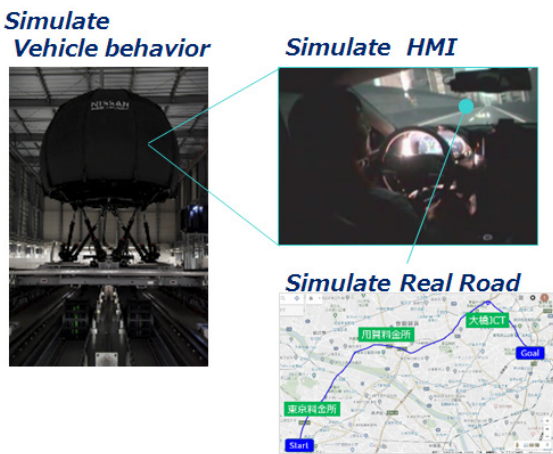 Simulate
Vehicle behavior
NISSAN
Simulate HMI
Simulate Real Road
大橋JCT
用賀料金所
Goal
東京料金所
Start